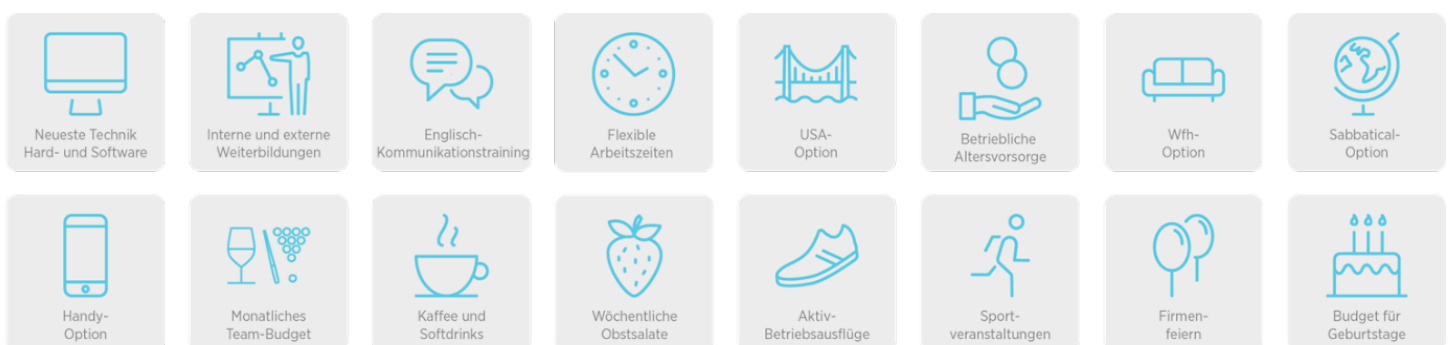 Neueste Technik
Hard- und Software
Interne und externe
Weiterbildungen
Englisch-
Kommunikationstraining
Flexible
Arbeitszeiten
USA-
Option
Betriebliche
Altersvorsorge
Wfh-
Option
Sabbatical-
Option
Handy-
Option
Monatliches
Team-Budget
Kaffee und
Softdrinks
Wöchentliche
Obstsalate
Aktiv-
Betriebsausflüge
Sport-
veranstaltungen
Firmen-
feiern
Budget für
Geburtstage